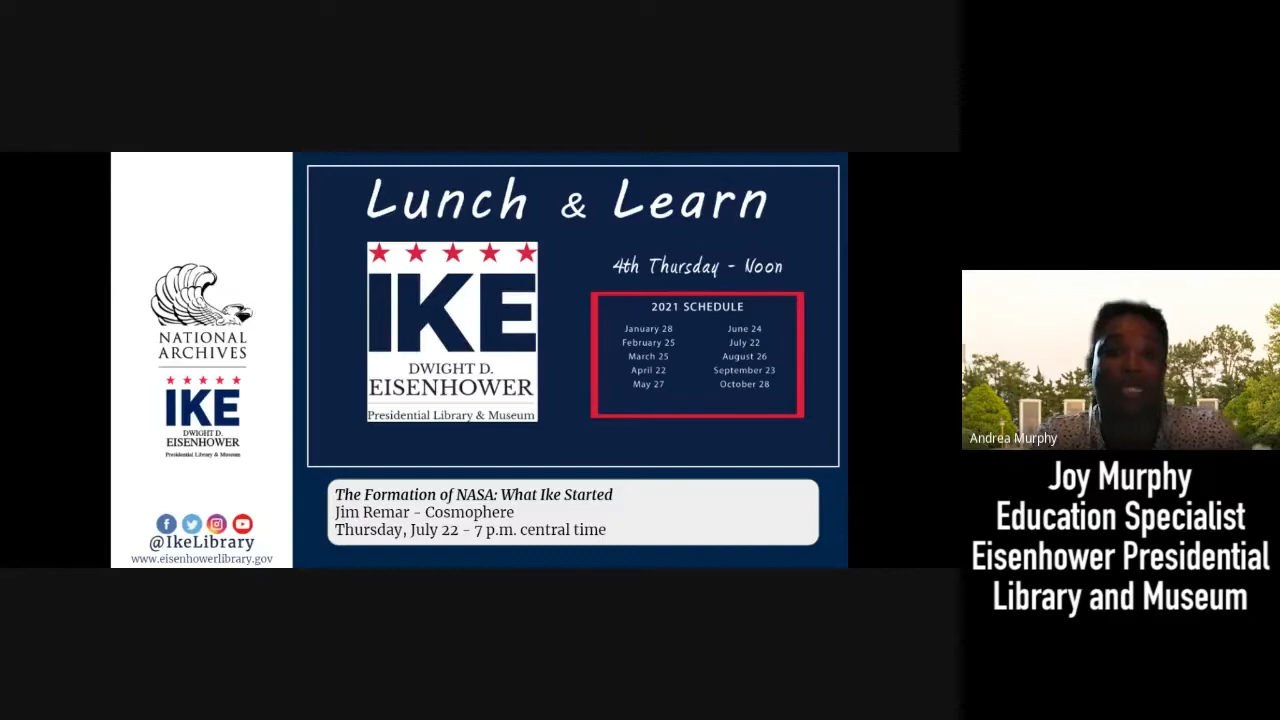 NATIONAL
ARCHIVES
IKE
DWIGHT D.
EISENHOWER
Presidential Library & Museum
@IkeLibrary
www.eisenhowerlibrary.gov
Lunch & Learn
IKE
DWIGHT D.
EISENHOWER
Presidential Library & Museum
4th Thursday - Noon
2021 SCHEDULE
January 28
February 25
March 25
April 22
May 27
June 24
July 22
August 26
September 23
October 28
The Formation of NASA: What Ike Started
Jim Remar - Cosmophere
Thursday, July 22 - 7 p.m. central time
Andrea Murphy
Joy Murphy
Education Specialist
Eisenhower Presidential
Library and Museum